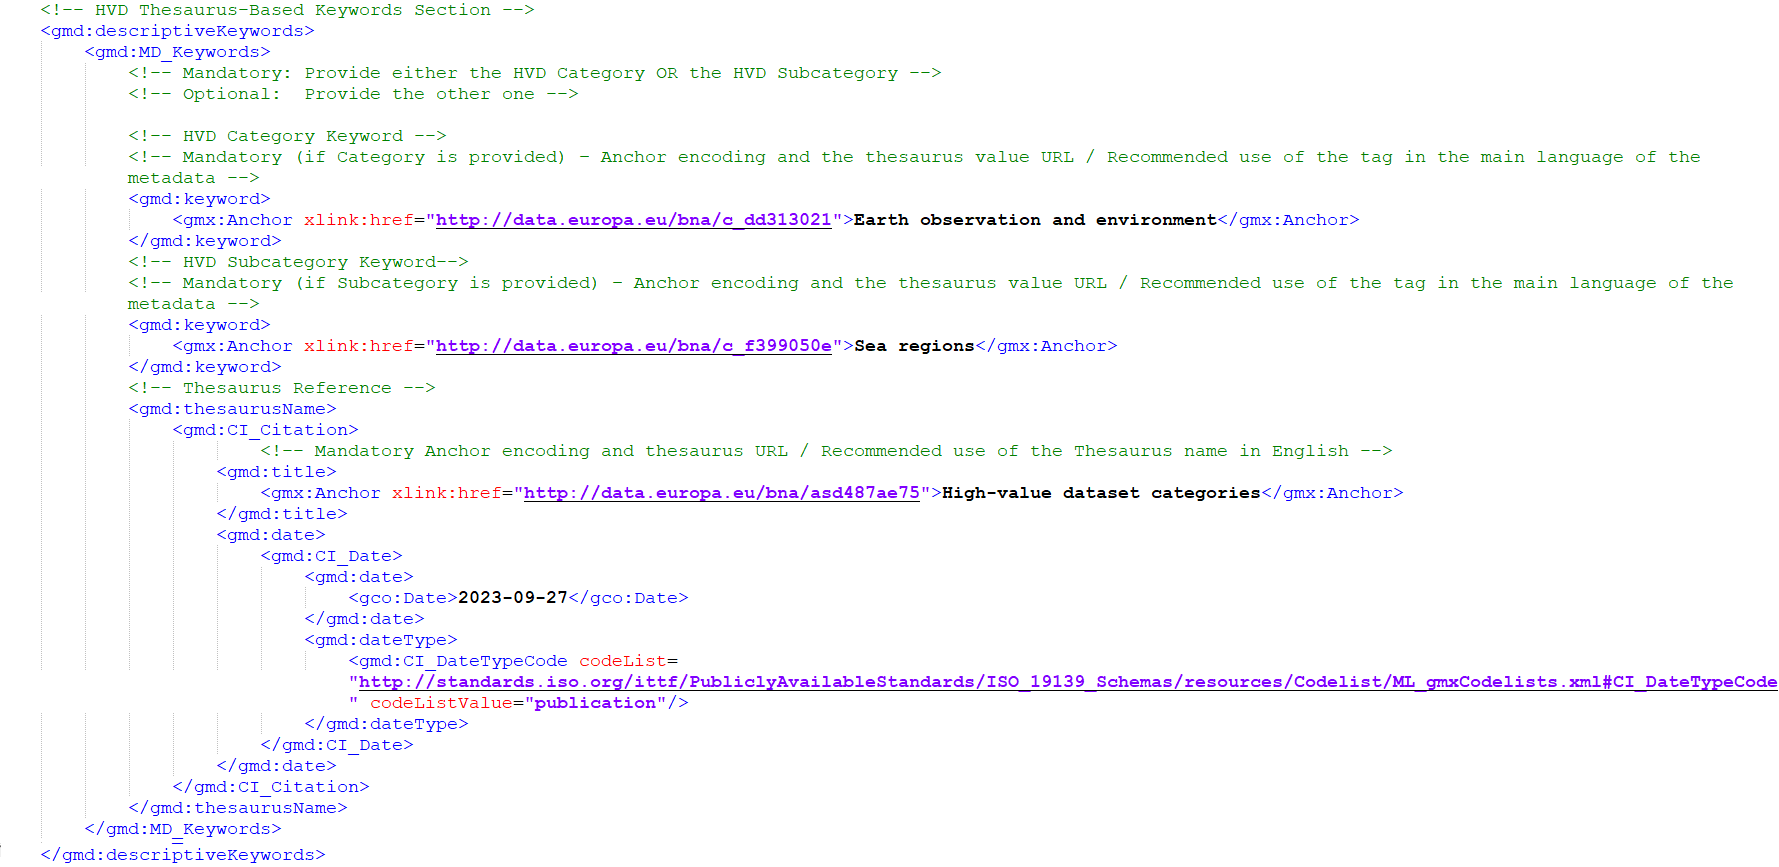 <!-- HVD Thesaurus-Based Keywords Section -->
<gmd:descriptiveKeywords>
<gmd:MD_Keywords>
<!-- Mandatory: Provide either the HVD Category OR the HVD Subcategory -->
<!-- Optional:  Provide the other one -->
<!-- HVD Category Keyword -->
<!-- Mandatory (if Category is provided) – Anchor encoding and the thesaurus value URL / Recommended use of the tag in the main language of the
metadata -->
<gmd:keyword>
<gmx:Anchor xlink:href="http://data.europa.eu/bna/c_dd313021">Earth observation and environment</gmx:Anchor>
</gmd:keyword>
<!-- HVD Subcategory Keyword-->
<!-- Mandatory (if Subcategory is provided) – Anchor encoding and the thesaurus value URL / Recommended use of the tag in the main language of the
metadata -->
<gmd:keyword>
<gmx:Anchor xlink:href="http://data.europa.eu/bna/c_f399050e">Sea regions</gmx:Anchor>
</gmd:keyword>
<!-- Thesaurus Reference -->
<gmd:thesaurusName>
<gmd:CI_Citation>
<!-- Mandatory Anchor encoding and thesaurus URL / Recommended use of the Thesaurus name in English -->
<gmd:title>
<gmx:Anchor xlink:href="http://data.europa.eu/bna/asd487ae75">High-value dataset categories</gmx:Anchor>
</gmd:title>
<gmd:date>
<gmd:CI_Date>
<gmd:date>
<gco:Date>2023-09-27</gco:Date>
</gmd:date>
<gmd:dateType>
<gmd:CI_DateTypeCode codeList=
"http://standards.iso.org/ittf/PubliclyAvailableStandards/ISO_19139_Schemas/resources/Codelist/ML_gmxCodelists.xml#CI_DateTypeCode
" codeListValue="publication"/>
</gmd:dateType>
</gmd:CI_Date>
</gmd:date>
</gmd:CI_Citation>
</gmd:thesaurusName>
</gmd:MD_Keywords>
</gmd:descriptiveKeywords>